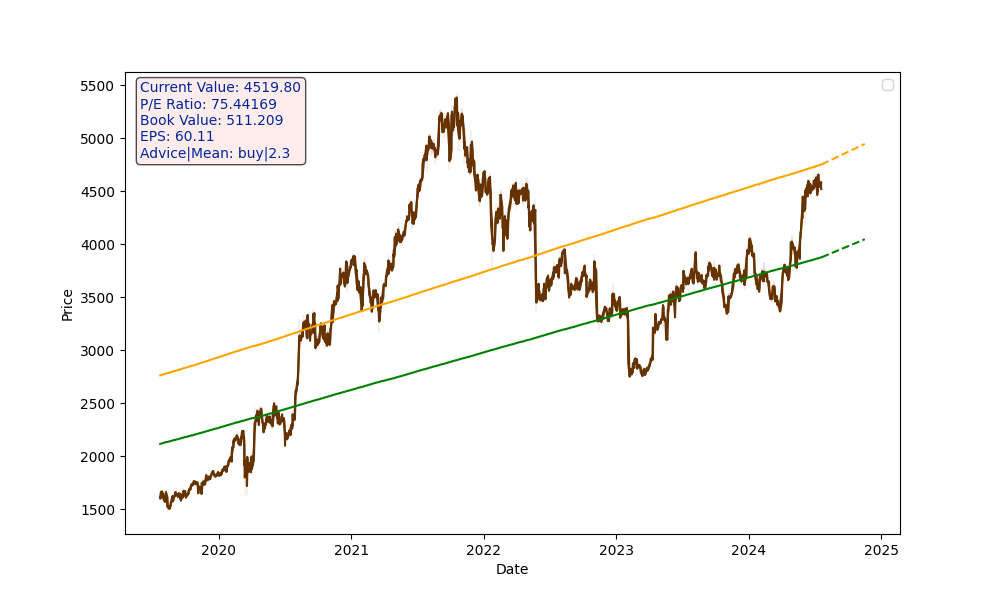 Current Value: 4519.80
P/E Ratio: 75.44169
Book Value: 511.209
EPS: 60.11
Advice|Mean: buy|2.3
5500
5000
4500
4000
3500
3000
2500
2000
1500
Price
2020 2021 2022 2023 2024 2025
Date